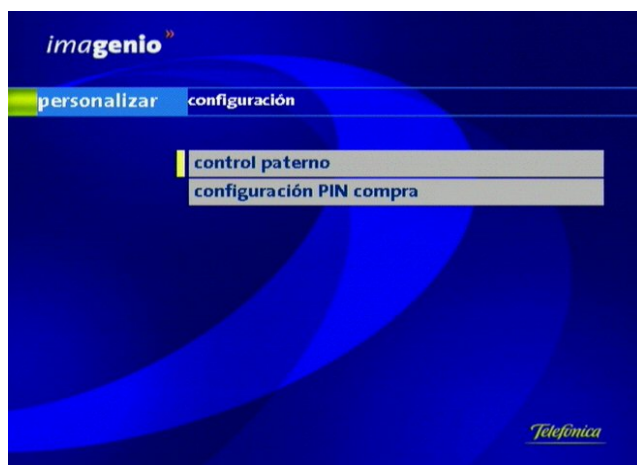 imagenio»
personalizar configuración
control paterno
configuración PIN compra
Telefónica